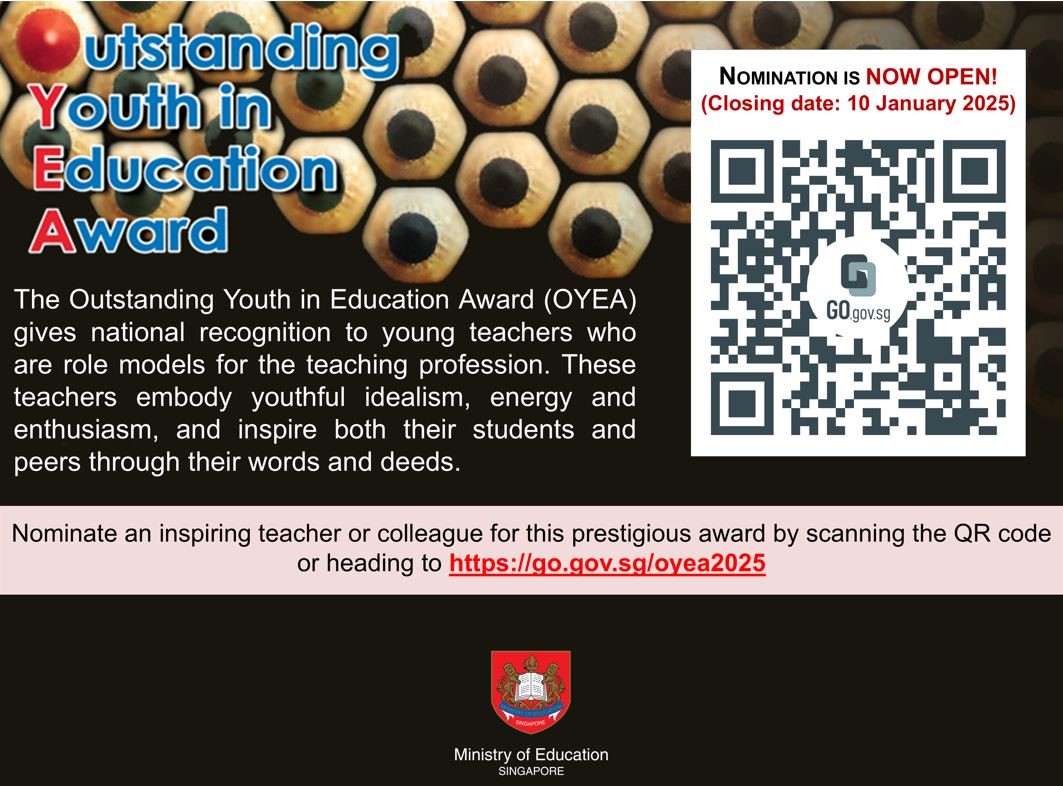 Outstanding
Youth in
Education
Award
NOMINATION IS NOW OPEN!
(Closing date: 10 January 2025)
GO.gov.sg
The Outstanding Youth in Education Award (OYEA)
gives national recognition to young teachers who
are role models for the teaching profession. These
teachers embody youthful idealism, energy and
enthusiasm, and inspire both their students and
peers through their words and deeds.
Nominate an inspiring teacher or colleague for this prestigious award by scanning the QR code
or heading to https://go.gov.sg/oyea2025
MINISTRY OF EDUCATION
SINGAPORE
Ministry of Education
SINGAPORE